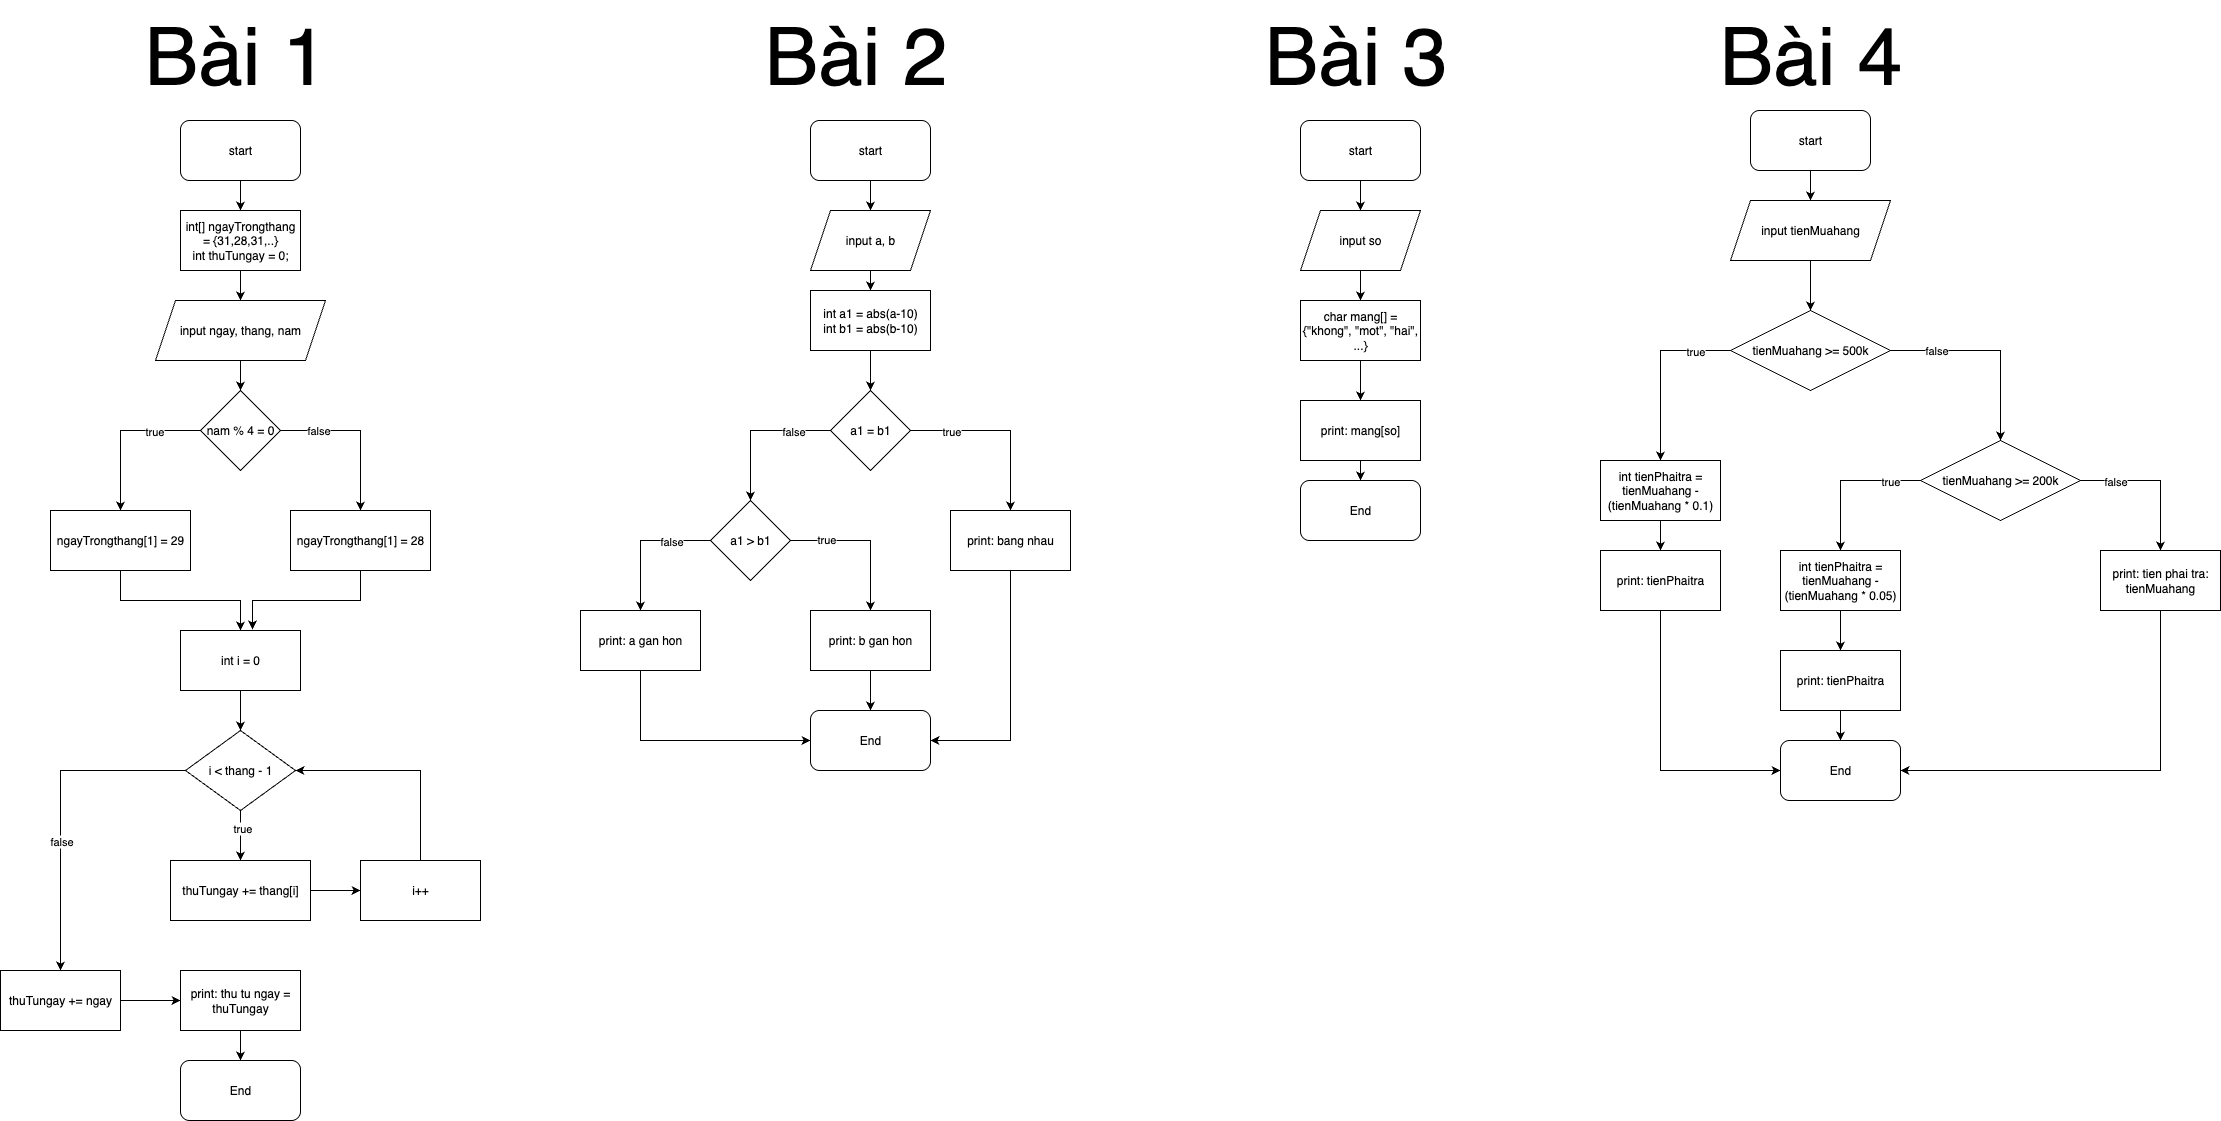 Bài 1
start
int[] ngayTrongthang
= {31,28,31,..}
int thuTungay = 0;
input ngay, thang, nam
nam % 4 = 0
true
false
ngayTrongthang[1] = 29
ngayTrongthang[1] = 28
int i = 0
i < thang - 1
true
false
thuTungay += thang[i]
i++
thuTungay += ngay
print: thu tu ngay =
thuTungay
End
Bài 2
start
input a, b
int a1 = abs(a-10)
int b1 = abs(b-10)
a1 = b1
false
true
a1 > b1
false
true
print: bang nhau
print: a gan hon
print: b gan hon
End
Bài 3
start
input so
char mang[] =
{"khong", "mot", "hai",
...}
print: mang[so]
End
Bài 4
start
input tienMuahang
tienMuahang >= 500k
true
false
int tienPhaitra =
tienMuahang -
(tienMuahang * 0.1)
print: tienPhaitra
tienMuahang >= 200k
true
false
int tienPhaitra =
tienMuahang -
(tienMuahang * 0.05)
print: tienPhaitra
print: tien phai tra:
tienMuahang
End